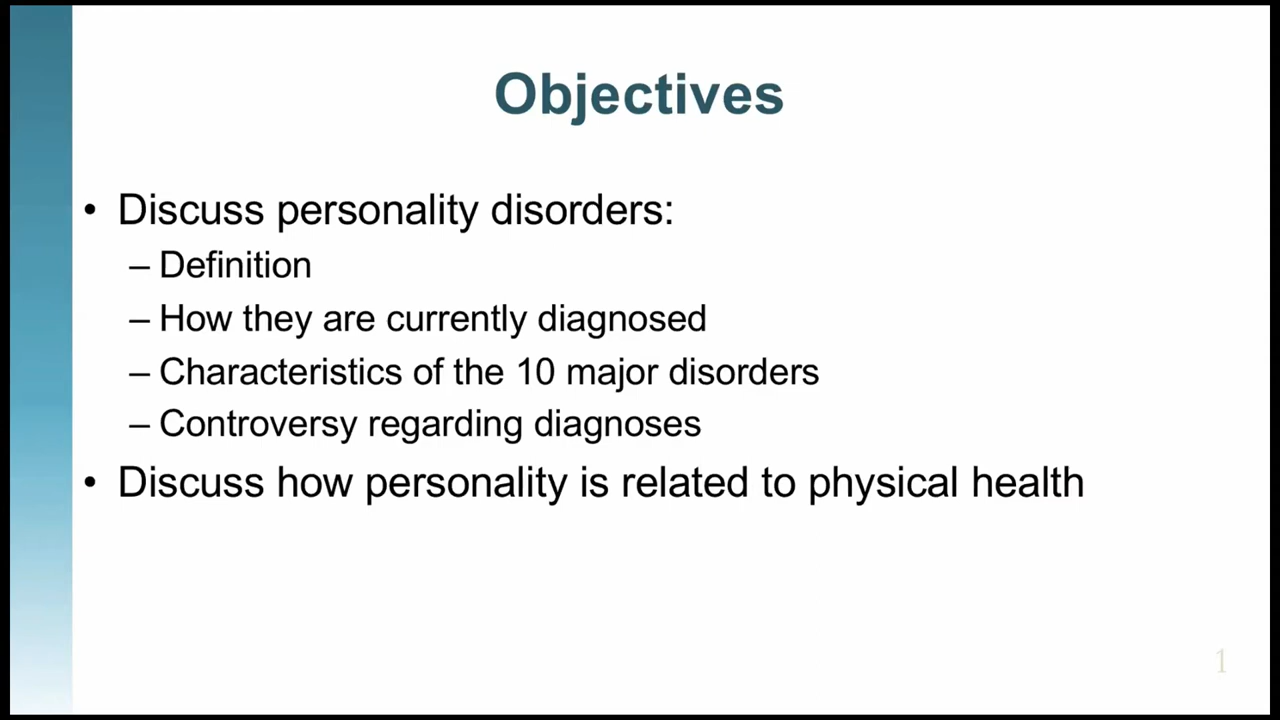 Objectives
• Discuss personality disorders:
– Definition
– How they are currently diagnosed
– Characteristics of the 10 major disorders
– Controversy regarding diagnoses
• Discuss how personality is related to physical health
1